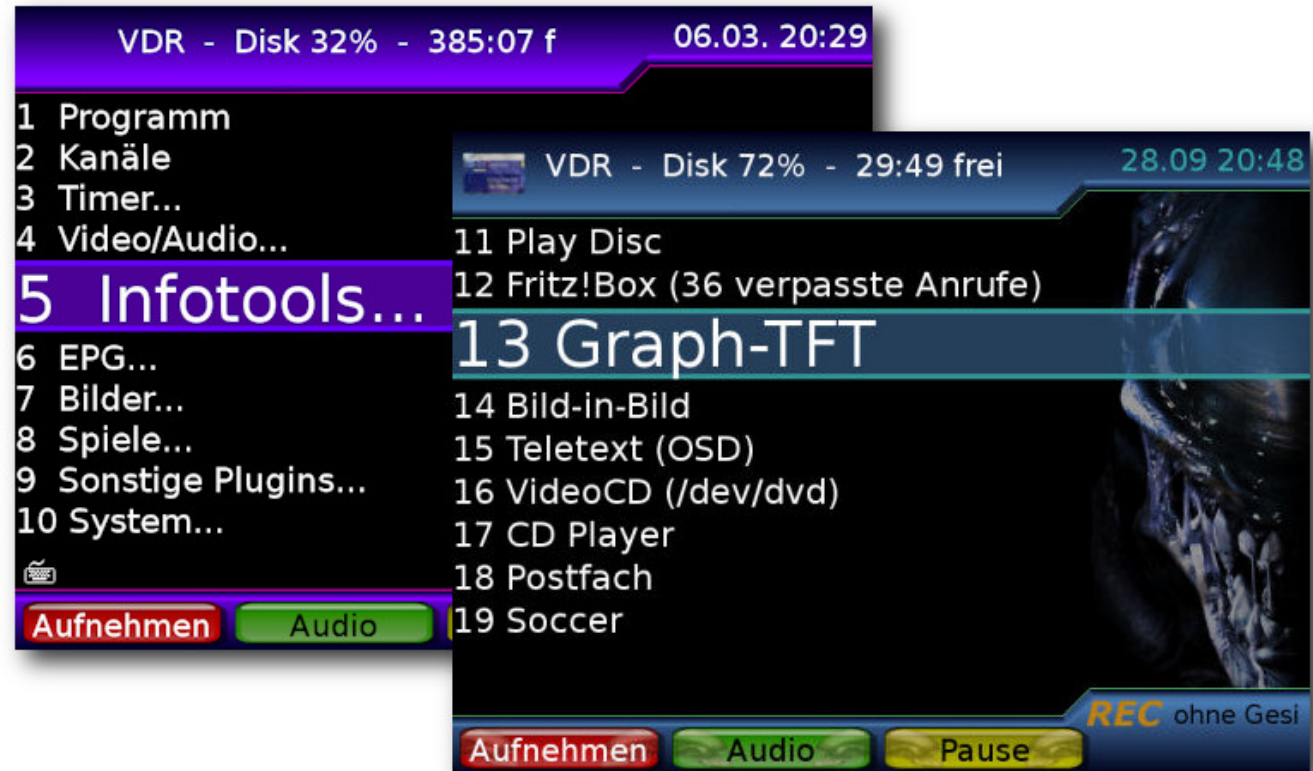 VDR - Disk 32% - 385:07 f
06.03. 20:29
1 Programm
2 Kanäle
3 Timer...
4 Video/Audio...
5 Infotools...
6 EPG...
7 Bilder...
8 Spiele...
9 Sonstige Plugins...
10 System...
Aufnehmen
Audio
VDR - Disk 72% - 29:49 frei
28.09 20:48
11 Play Disc
12 Fritz!Box (36 verpasste Anrufe)
13 Graph-TFT
14 Bild-in-Bild
15 Teletext (OSD)
16 VideoCD (/dev/dvd)
17 CD Player
18 Postfach
19 Soccer
REC ohne Gesi
Aufnehmen
Audio
Pause